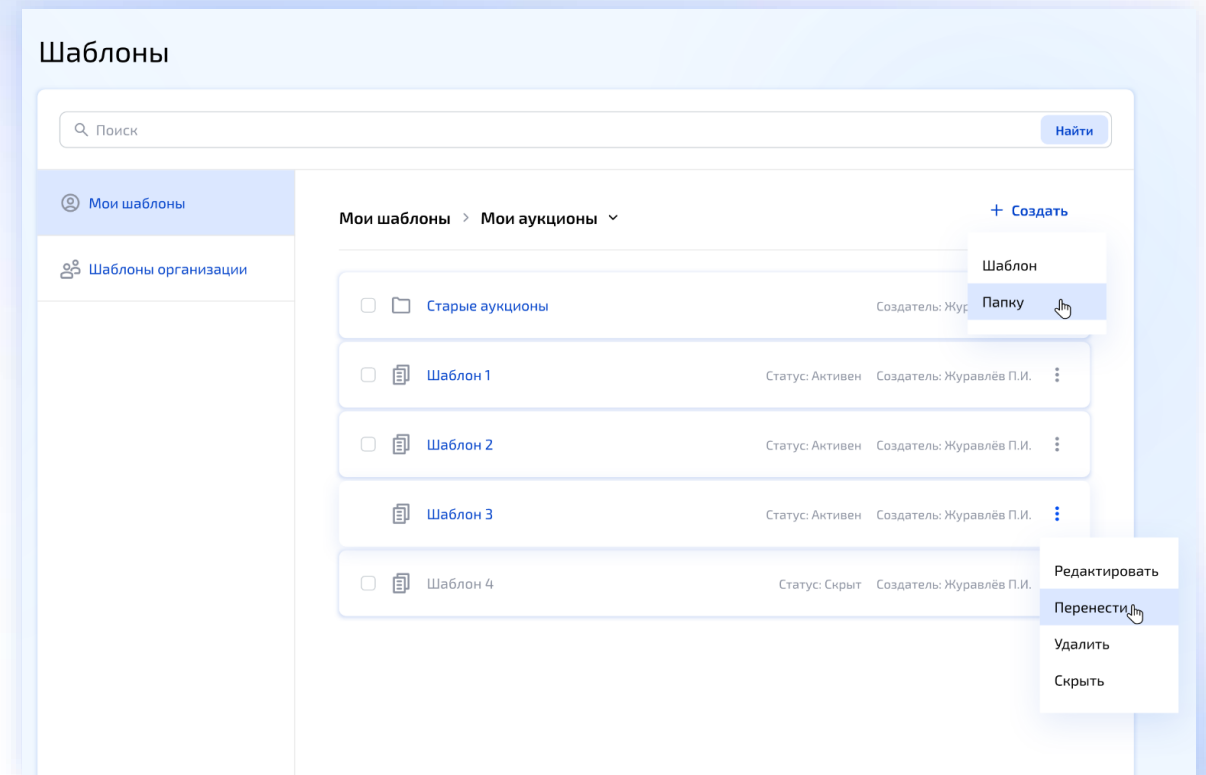 Шаблоны
Поиск
Найти
Мои шаблоны
Шаблоны организации
Мои шаблоны > Мои аукционы
+ Создать
Шаблон
Папку
Старые аукционы Создатель:
Шаблон 1 Статус: Активен Создатель: Журавлёв П.И.
Шаблон 2 Статус: Активен Создатель: Журавлёв П.И.
Шаблон 3 Статус: Активен Создатель: Журавлёв П.И.
Шаблон 4 Статус: Скрыт Создатель: Журавлёв П.И.
Редактировать
Перенести
Удалить
Скрыть